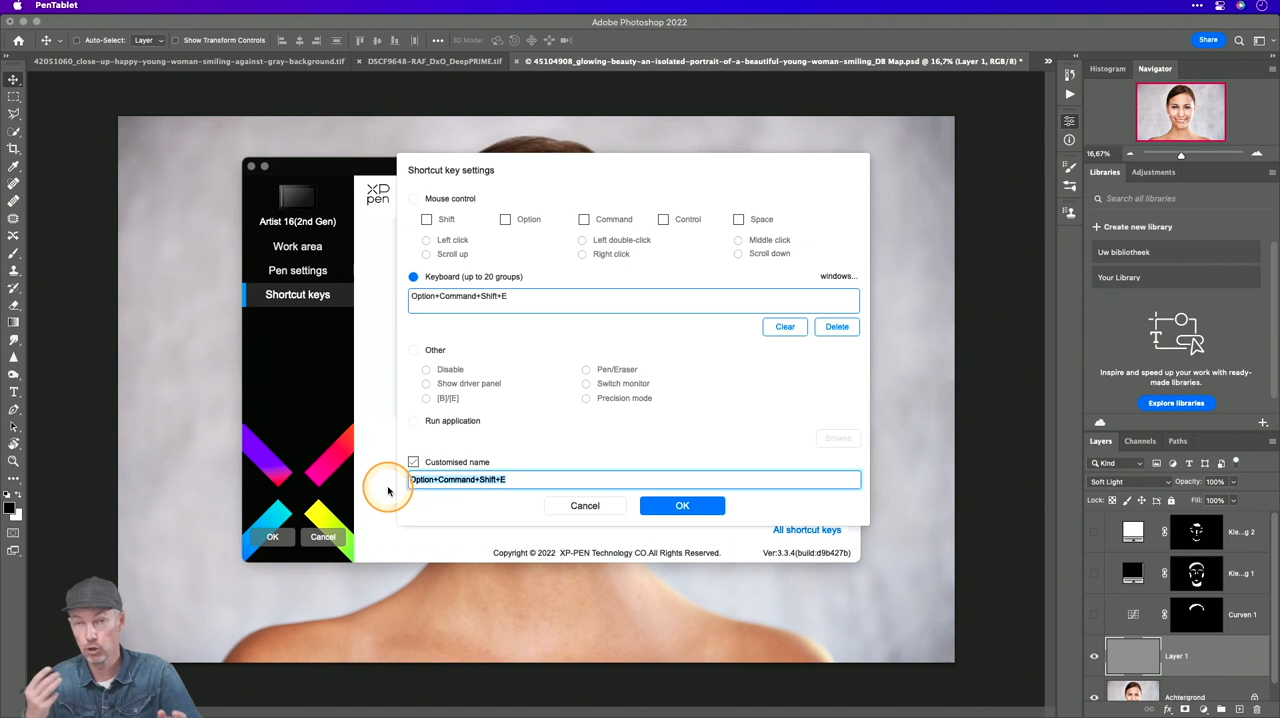 PenTablet
Adobe Photoshop 2022
Auto-Select: Layer Show Transform Controls 3D Mode: Share
42051060_close-up-happy-young-woman-smiling-against-gray-background.tif
DSCF9648-RAF_DxO_DeepPRIME.tif
© 45104908_glowing-beauty-an-isolated-portrait-of-a-beautiful-young-woman-smiling_DB Map.psd @ 16,7% (Layer 1, RGB/8) *
Histogram Navigator
16,67%
Libraries Adjustments
Search all libraries
Create new library
Uw bibliotheek
Your Library
Inspire and speed up your work with ready-
made libraries.
Explore libraries
Layers Channels Paths
Kind
Soft Light Opacity: 100%
Lock: Fill: 100%
Kle...g 2
Kle...g 1
Curven 1
Layer 1
Achtergrond
XP
pen
Artist 16(2nd Gen)
Work area
Pen settings
Shortcut keys
OK Cancel
Shortcut key settings
Mouse control
Shift Option Command Control Space
Left click Left double-click Middle click
Scroll up Right click Scroll down
Keyboard (up to 20 groups) windows...
Option+Command+Shift+E
Clear Delete
Other
Disable Pen/Eraser
Show driver panel Switch monitor
[B]/[E] Precision mode
Run application
Browse
Customised name
Option+Command+Shift+E
Cancel OK
All shortcut keys
Copyright © 2022 XP-PEN Technology CO.All Rights Reserved. Ver:3.3.4(build:d9b427b)